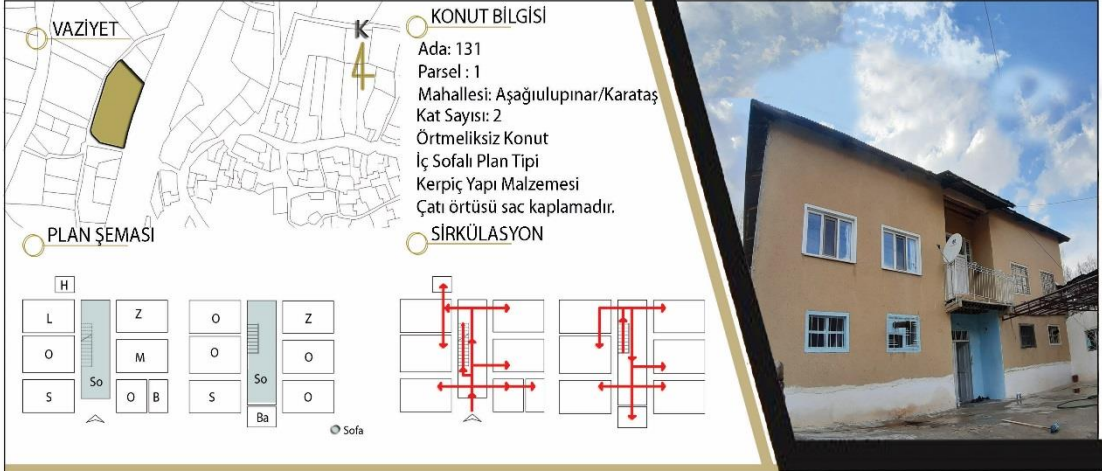 VAZİYET
K
KONUT BİLGİSİ
Ada: 131
Parsel : 1
Mahallesi: Aşağıulupınar/Karataş
Kat Sayısı: 2
Örtmeliksiz Konut
İç Sofalı Plan Tipi
Kerpiç Yapı Malzemesi
Çatı örtüsü sac kaplamadır.
PLAN ŞEMASI
SİRKÜLASYON
H
L
Z
O
M
S
So
O
B
O
Z
O
O
S
So
O
Ba
Sofa